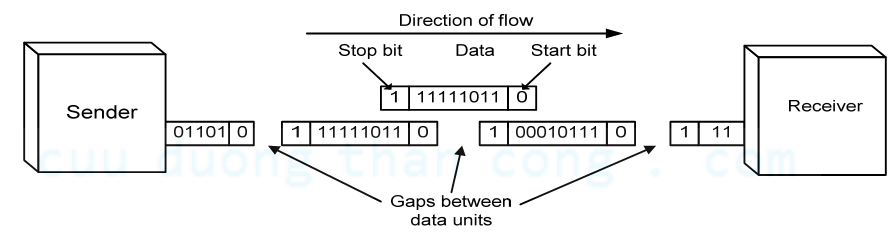 Direction of flow
Stop bit Data Start bit
1 11111011 0
Sender
Receiver
01101 0 1 11111011 0 1 00010111 0 1 11
cuu duong than cong . com
Gaps between
data units